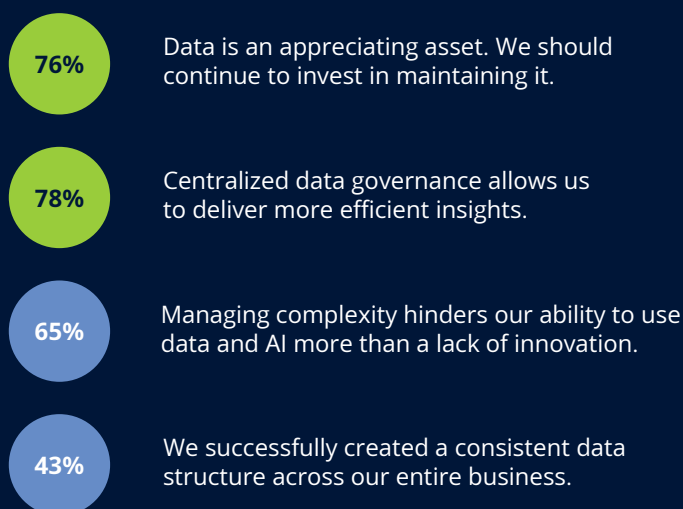 76%
Data is an appreciating asset. We should
continue to invest in maintaining it.
78%
Centralized data governance allows us
to deliver more efficient insights.
65%
Managing complexity hinders our ability to use
data and AI more than a lack of innovation.
43%
We successfully created a consistent data
structure across our entire business.